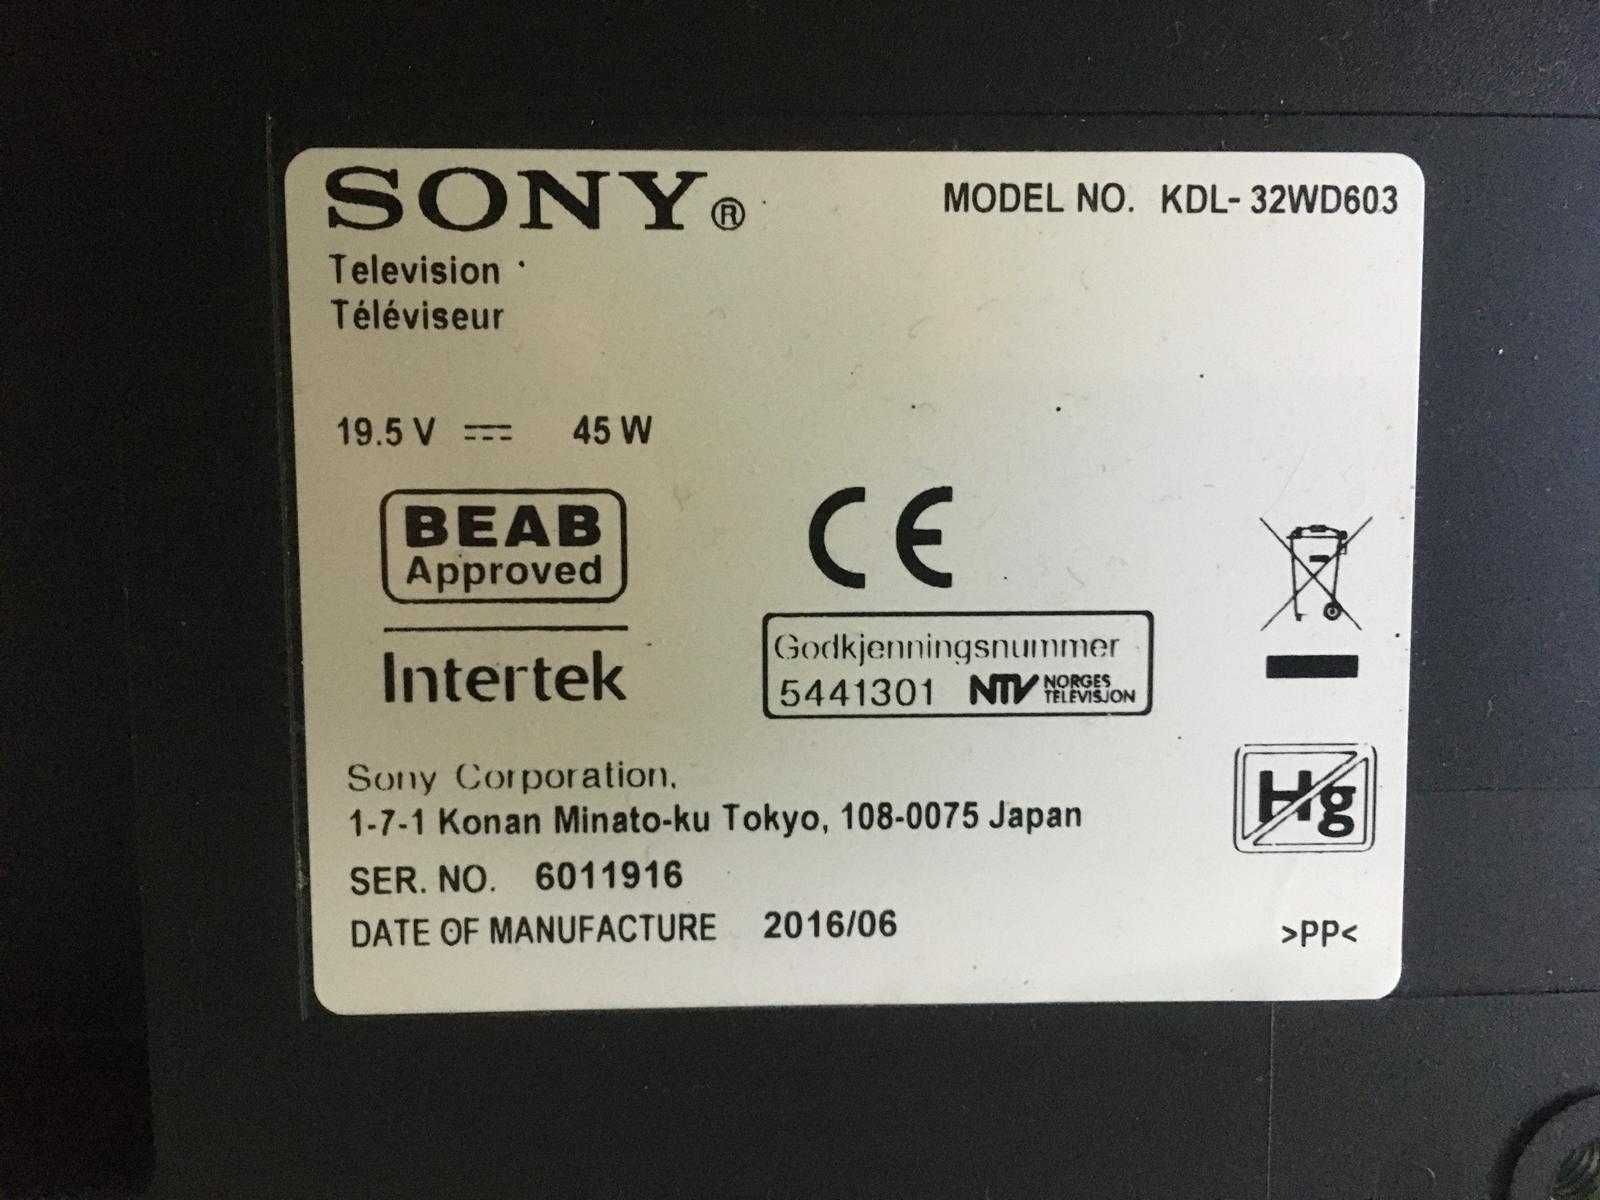 SONY®
MODEL NO. KDL-32WD603
Television
Téléviseur
19.5 V 45 W
BEAB
Approved
Intertek
CE
Godkjenningsnummer
5441301 NTV NORGES
TELEVISJON
Hg
Sony Corporation,
1-7-1 Konan Minato-ku Tokyo, 108-0075 Japan
SER. NO. 6011916
DATE OF MANUFACTURE 2016/06
>PP<